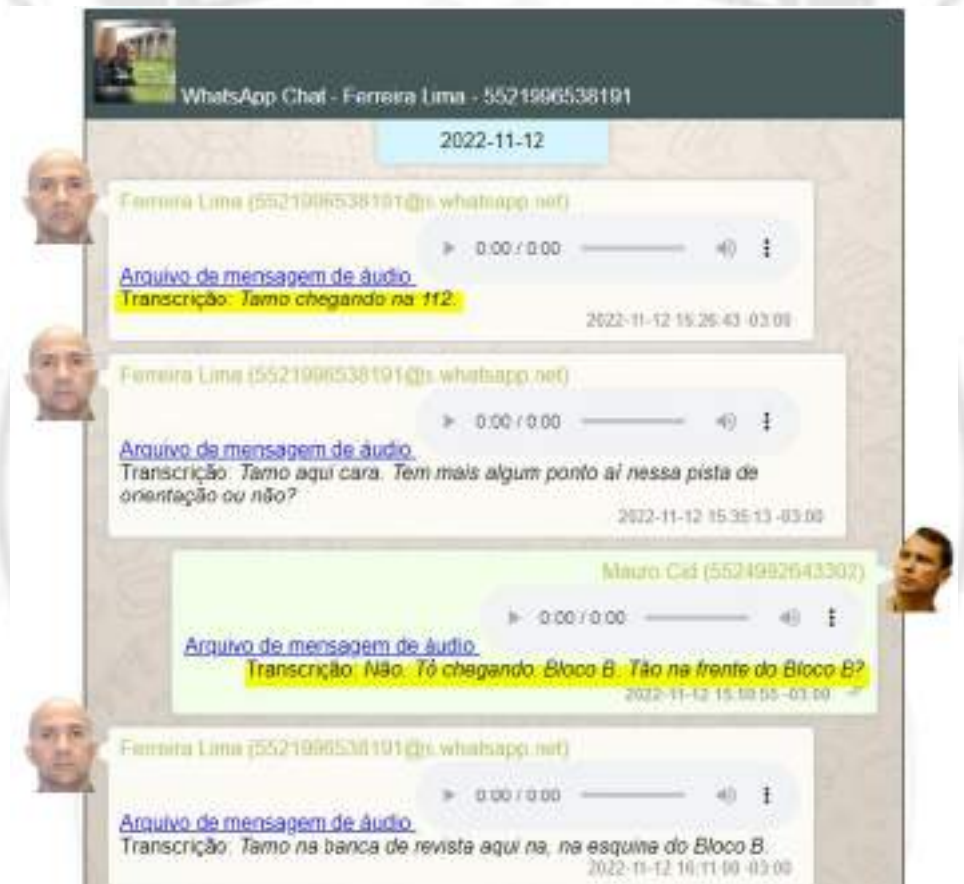 WhatsApp Chat - Ferreira Lima - 5521996538191
2022-11-12
Ferreira Lima (5521996538191@s.whatsapp.net)
0:00 / 0:00
Arquivo de mensagem de áudio
Transcrição: Tamo chegando na 112.
2022-11-12 15:26:43 -03:00
Ferreira Lima (5521996538191@s.whatsapp.net)
0:00 / 0:00
Arquivo de mensagem de áudio
Transcrição: Tamo aqui cara. Tem mais algum ponto aí nessa pista de
orientação ou não?
2022-11-12 15:35:13 -03:00
Mauro Cid (5524992643302)
0:00 / 0:00
Arquivo de mensagem de áudio
Transcrição: Não. Tô chegando. Bloco B. Tão na frente do Bloco B?
2022-11-12 -03:00
Ferreira Lima (5521996538191@s.whatsapp.net)
0:00 / 0:00
Arquivo de mensagem de áudio
Transcrição: Tamo na banca de revista aqui na, na esquina do Bloco B.
2022-11-12 16:11:00 -03:00